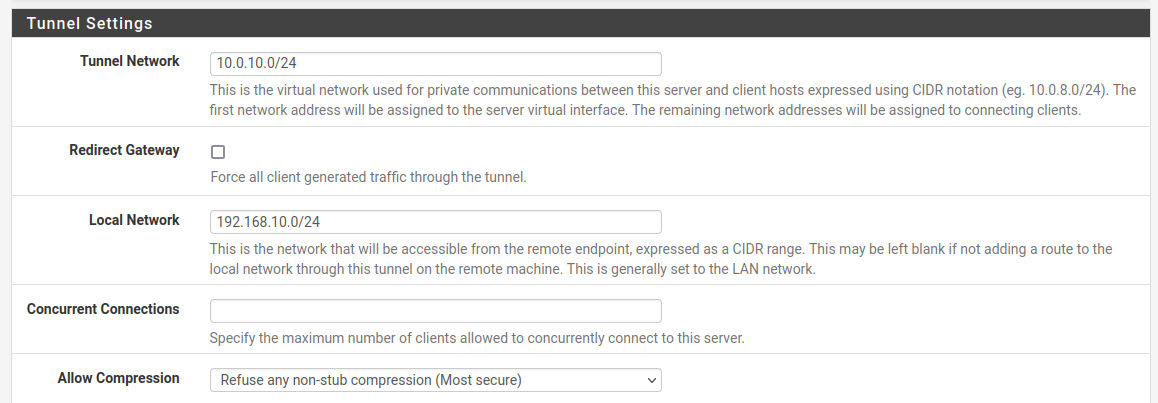 Tunnel Settings
Tunnel Network
10.0.10.0/24
This is the virtual network used for private communications between this server and client hosts expressed using CIDR notation (eg. 10.0.8.0/24). The
first network address will be assigned to the server virtual interface. The remaining network addresses will be assigned to connecting clients.
Redirect Gateway
Force all client generated traffic through the tunnel.
Local Network
192.168.10.0/24
This is the network that will be accessible from the remote endpoint, expressed as a CIDR range. This may be left blank if not adding a route to the
local network through this tunnel on the remote machine. This is generally set to the LAN network.
Concurrent Connections
Specify the maximum number of clients allowed to concurrently connect to this server.
Allow Compression
Refuse any non-stub compression (Most secure)